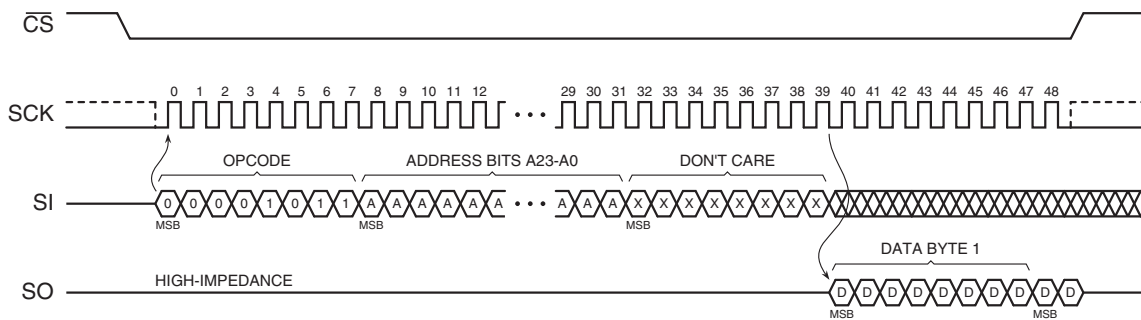 CS
0 1 2 3 4 5 6 7 8 9 10 11 12 29 30 31 32 33 34 35 36 37 38 39 40 41 42 43 44 45 46 47 48
SCK
OPCODE ADDRESS BITS A23-A0 DON'T CARE
SI 0 0 0 0 1 0 1 1 A A A A A A A A A X X X X X X X X
MSB MSB MSB
DATA BYTE 1
HIGH-IMPEDANCE
SO D D D D D D D D D D
MSB MSB